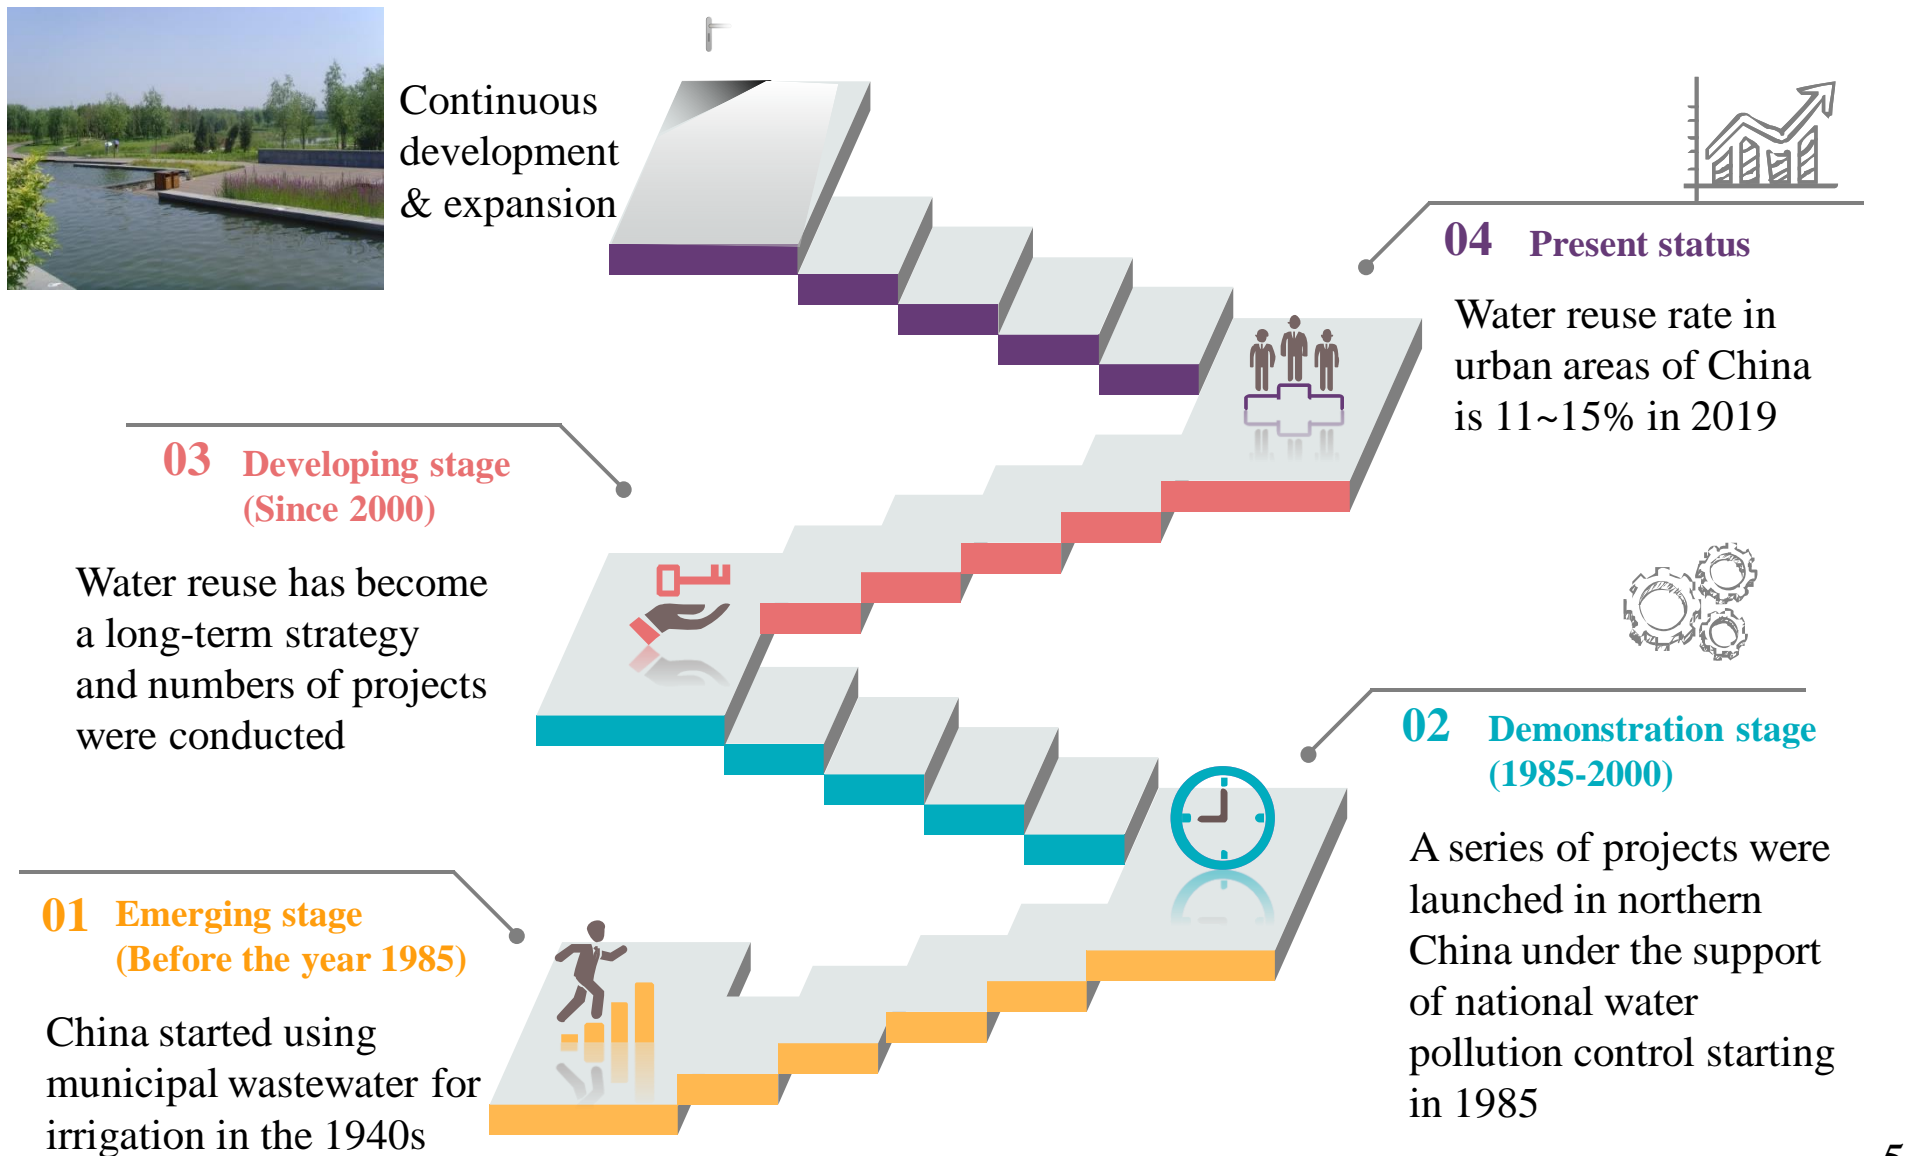 Continuous
development
& expansion
04 Present status
Water reuse rate in
urban areas of China
is 11~15% in 2019
03 Developing stage
(Since 2000)
Water reuse has become
a long-term strategy
and numbers of projects
were conducted
02 Demonstration stage
(1985-2000)
A series of projects were
launched in northern
China under the support
of national water
pollution control starting
in 1985
01 Emerging stage
(Before the year 1985)
China started using
municipal wastewater for
irrigation in the 1940s
5